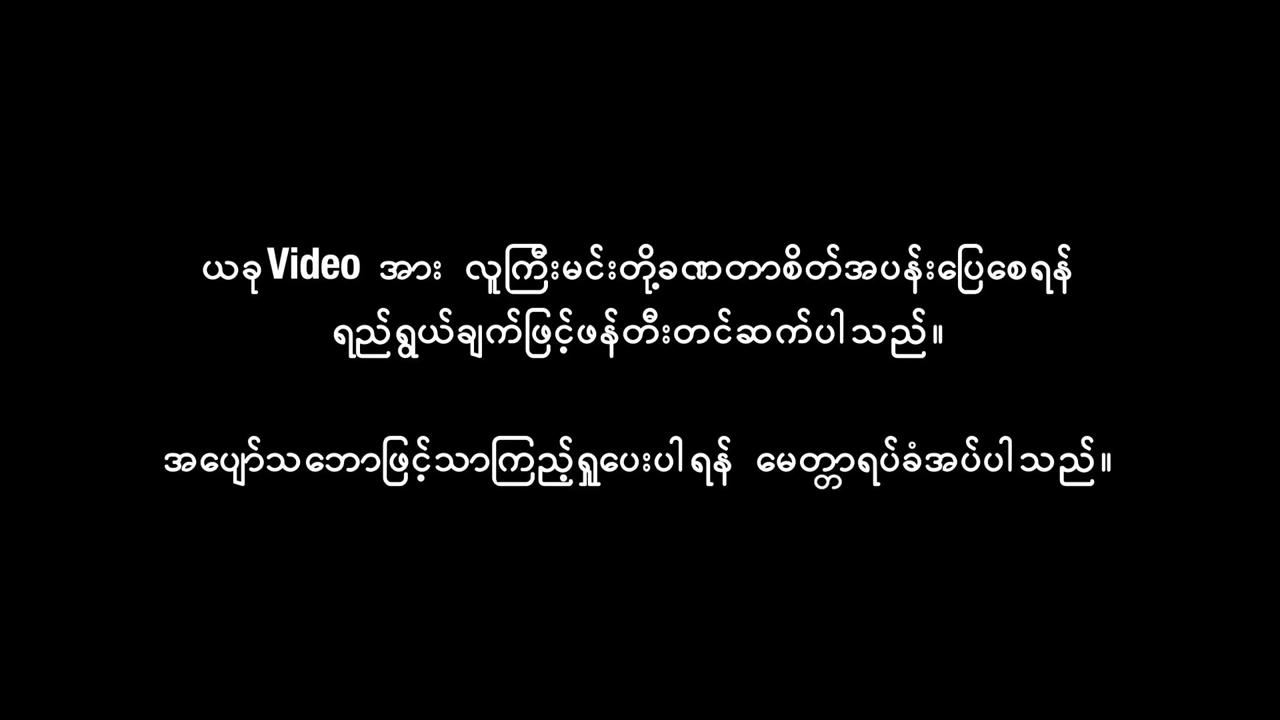 ယခုVideo အား လူကြီးမင်းတို့ခဏတာစိတ်အပန်းပြေစေရန်
ရည်ရွယ်ချက်ဖြင့်ဖန်တီးတင်ဆက်ပါသည်။
အပျော်သဘောဖြင့်သာကြည့်ရှုပေးပါရန် မေတ္တာရပ်ခံအပ်ပါသည်။